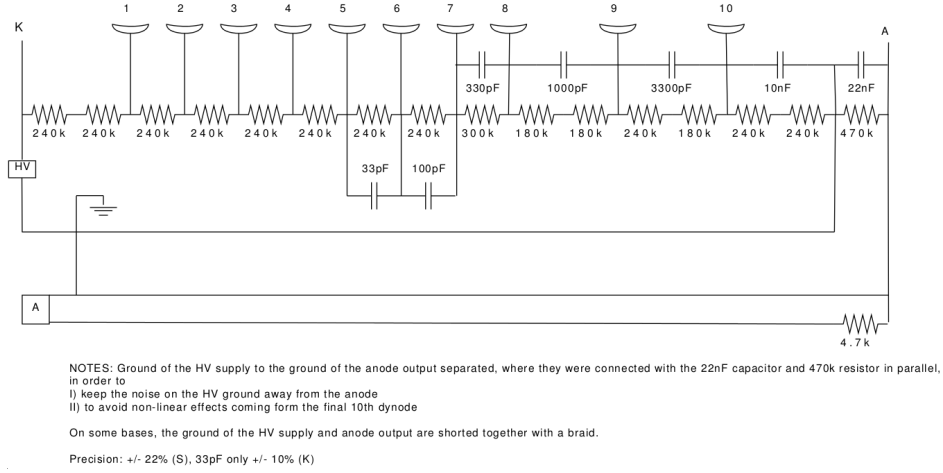 1 2 3 4 5 6 7 8 9 10
K
A
330pF 1000pF 3300pF 10nF 22nF
240k 240k 240k 240k 240k 240k 240k 240k 300k 180k 180k 240k 180k 240k 240k 470k
HV
33pF 100pF
A
4.7k
NOTES: Ground of the HV supply to the ground of the anode output separated, where they were connected with the 22nF capacitor and 470k resistor in parallel,
in order to
I) keep the noise on the HV ground away from the anode
II) to avoid non-linear effects coming form the final 10th dynode
On some bases, the ground of the HV supply and anode output are shorted together with a braid.
Precision: +/- 22% (S), 33pF only +/- 10% (K)